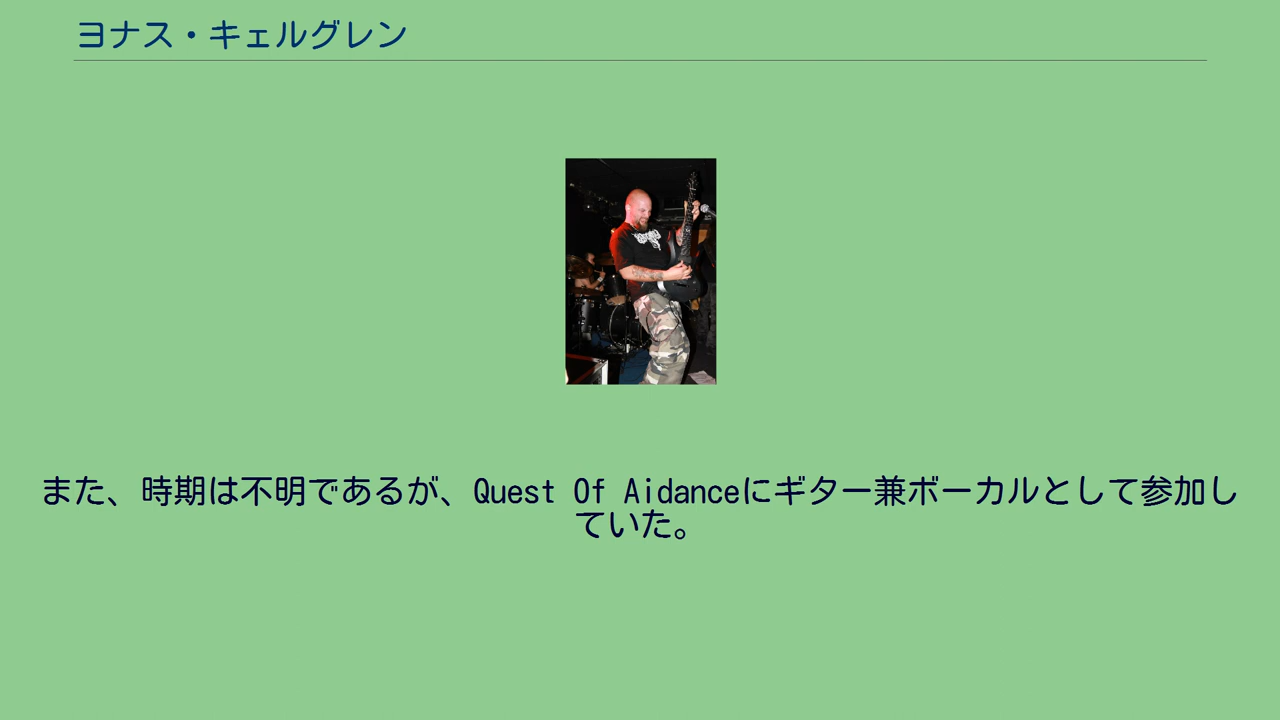 ヨナス・キェルグレン
また、時期は不明であるが、Quest Of Aidanceにギター兼ボーカルとして参加し
ていた。